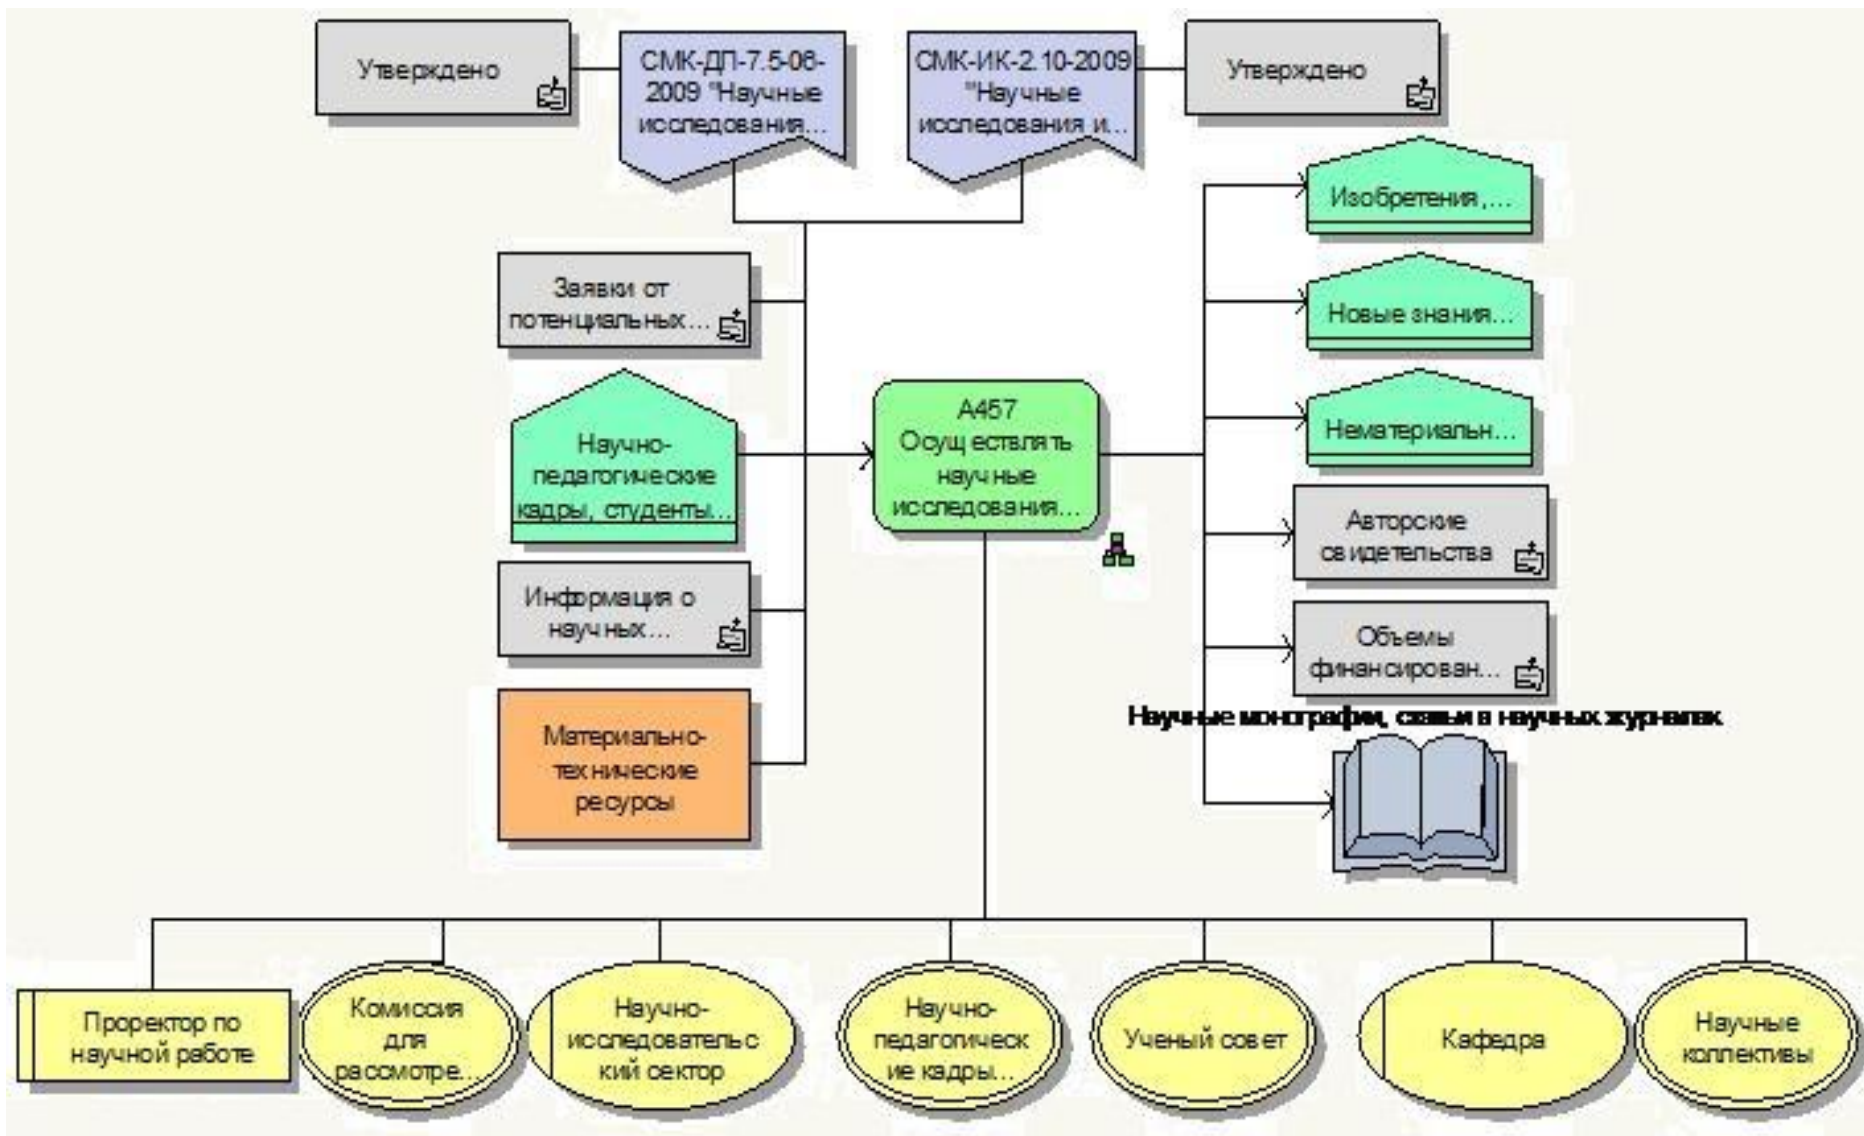 Утверждено
СМК-ДП-7.5-08-
2009 "Научные
исследования...
СМК-ИК-2.10-2009
"Научные
исследования и...
Утверждено
Изобретения,...
Новые знания...
Нематериальн...
Авторские
свидетельства
Объемы
финансирован...
Научные монографии, статьи в научных журналах
Заявки от
потенциальных...
Научно-
педагогические
кадры, студенты...
Информация о
научных...
Материально-
технические
ресурсы
А457
Осуществлять
научные
исследования...
Проректор по
научной работе
Комиссия
для
рассмотре...
Научно-
исследовательс
кий сектор
Научно-
педагогическ
ие кадры...
Ученый совет
Кафедра
Научные
коллективы